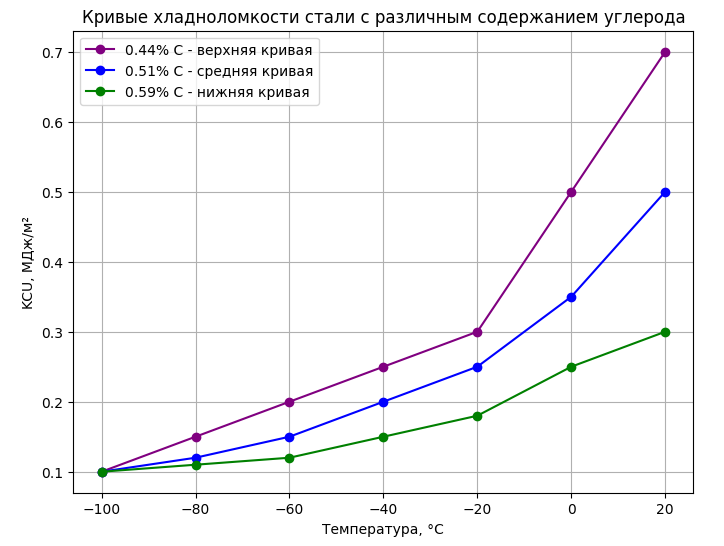 Кривые хладноломкости стали с различным содержанием углерода
0.44% C - верхняя кривая
0.51% C - средняя кривая
0.59% C - нижняя кривая
KCU, МДж/м²
0.7
0.6
0.5
0.4
0.3
0.2
0.1
−100 −80 −60 −40 −20 0 20
Температура, °C